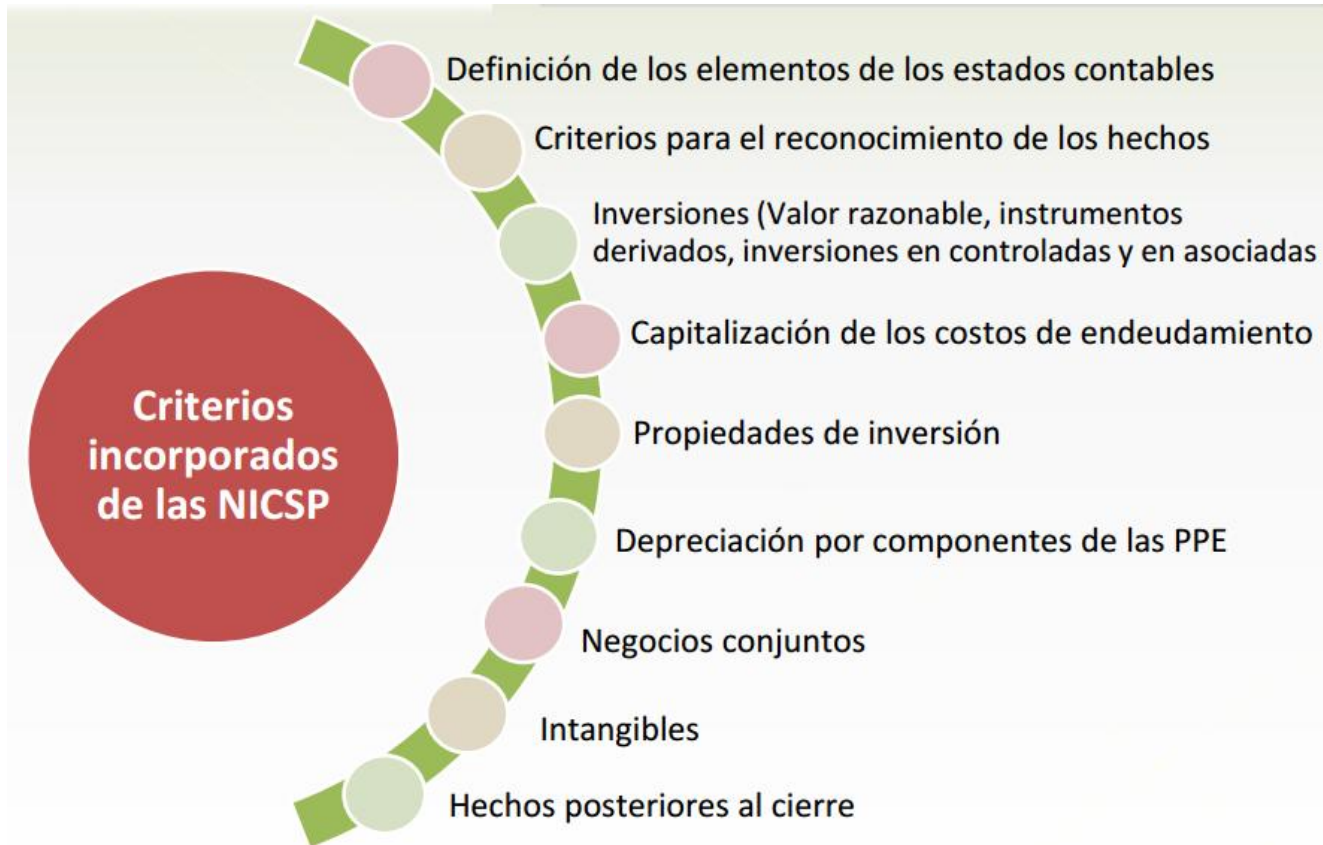 Definición de los elementos de los estados contables
Criterios para el reconocimiento de los hechos
Inversiones (Valor razonable, instrumentos
derivados, inversiones en controladas y en asociadas
Capitalización de los costos de endeudamiento
Criterios
incorporados
de las NICSP
Propiedades de inversión
Depreciación por componentes de las PPE
Negocios conjuntos
Intangibles
Hechos posteriores al cierre